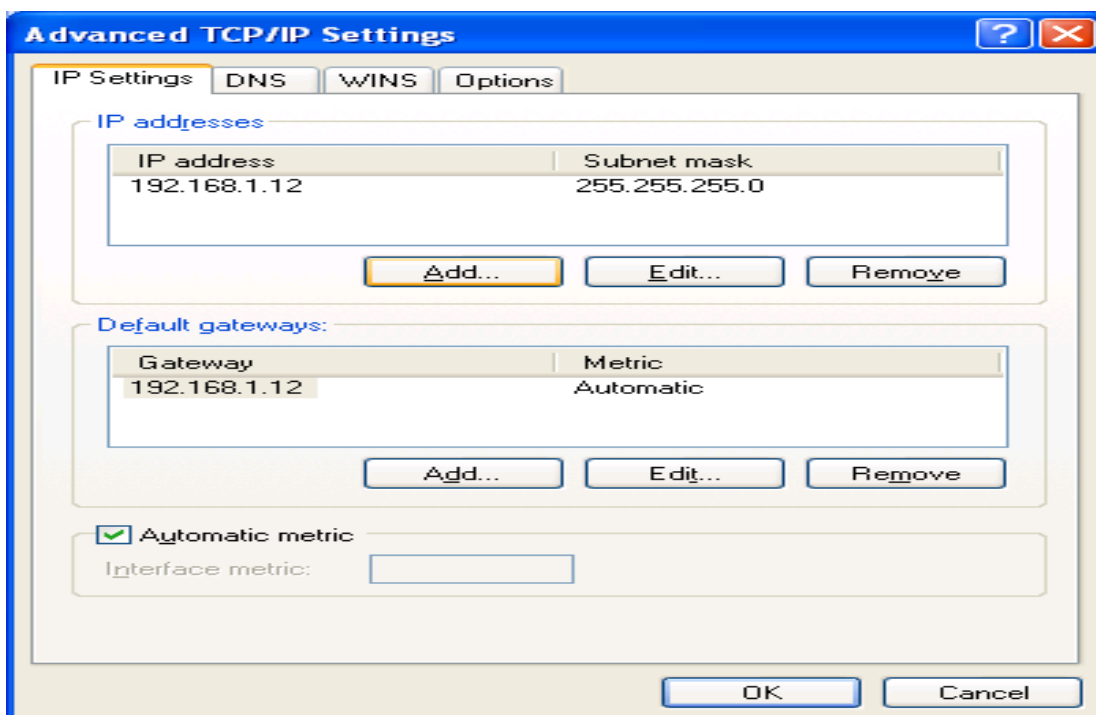 Advanced TCP/IP Settings
IP Settings DNS WINS Options
IP addresses
IP address Subnet mask
192.168.1.12 255.255.255.0
Add... Edit... Remove
Default gateways:
Gateway Metric
192.168.1.12 Automatic
Add... Edit... Remove
Automatic metric
Interface metric:
OK Cancel